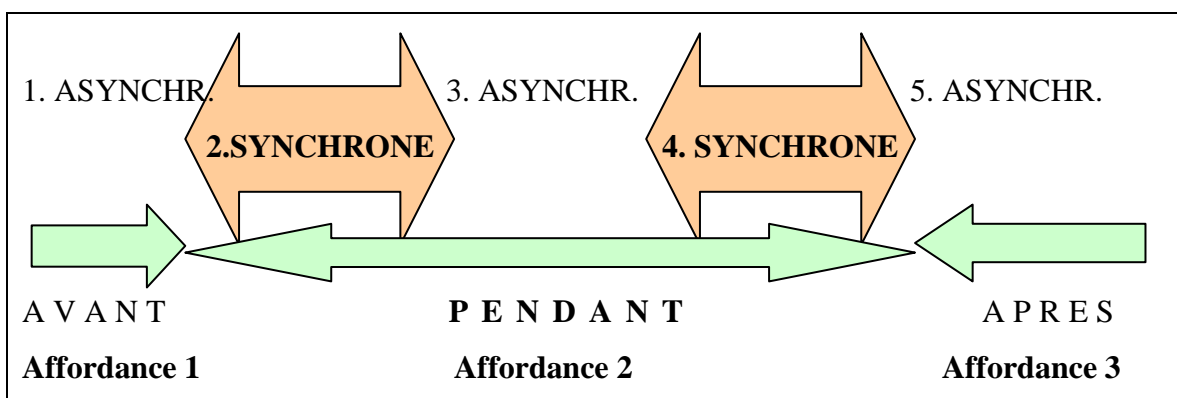 1. ASYNCHR. 3. ASYNCHR. 5. ASYNCHR.
2.SYNCHRONE 4. SYNCHRONE
A V A N T P E N D A N T A P R E S
Affordance 1 Affordance 2 Affordance 3